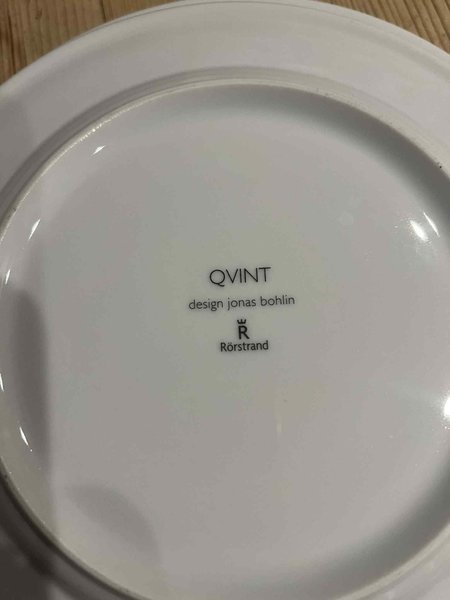 QVINT
design jonas bohlin
R
Rörstrand